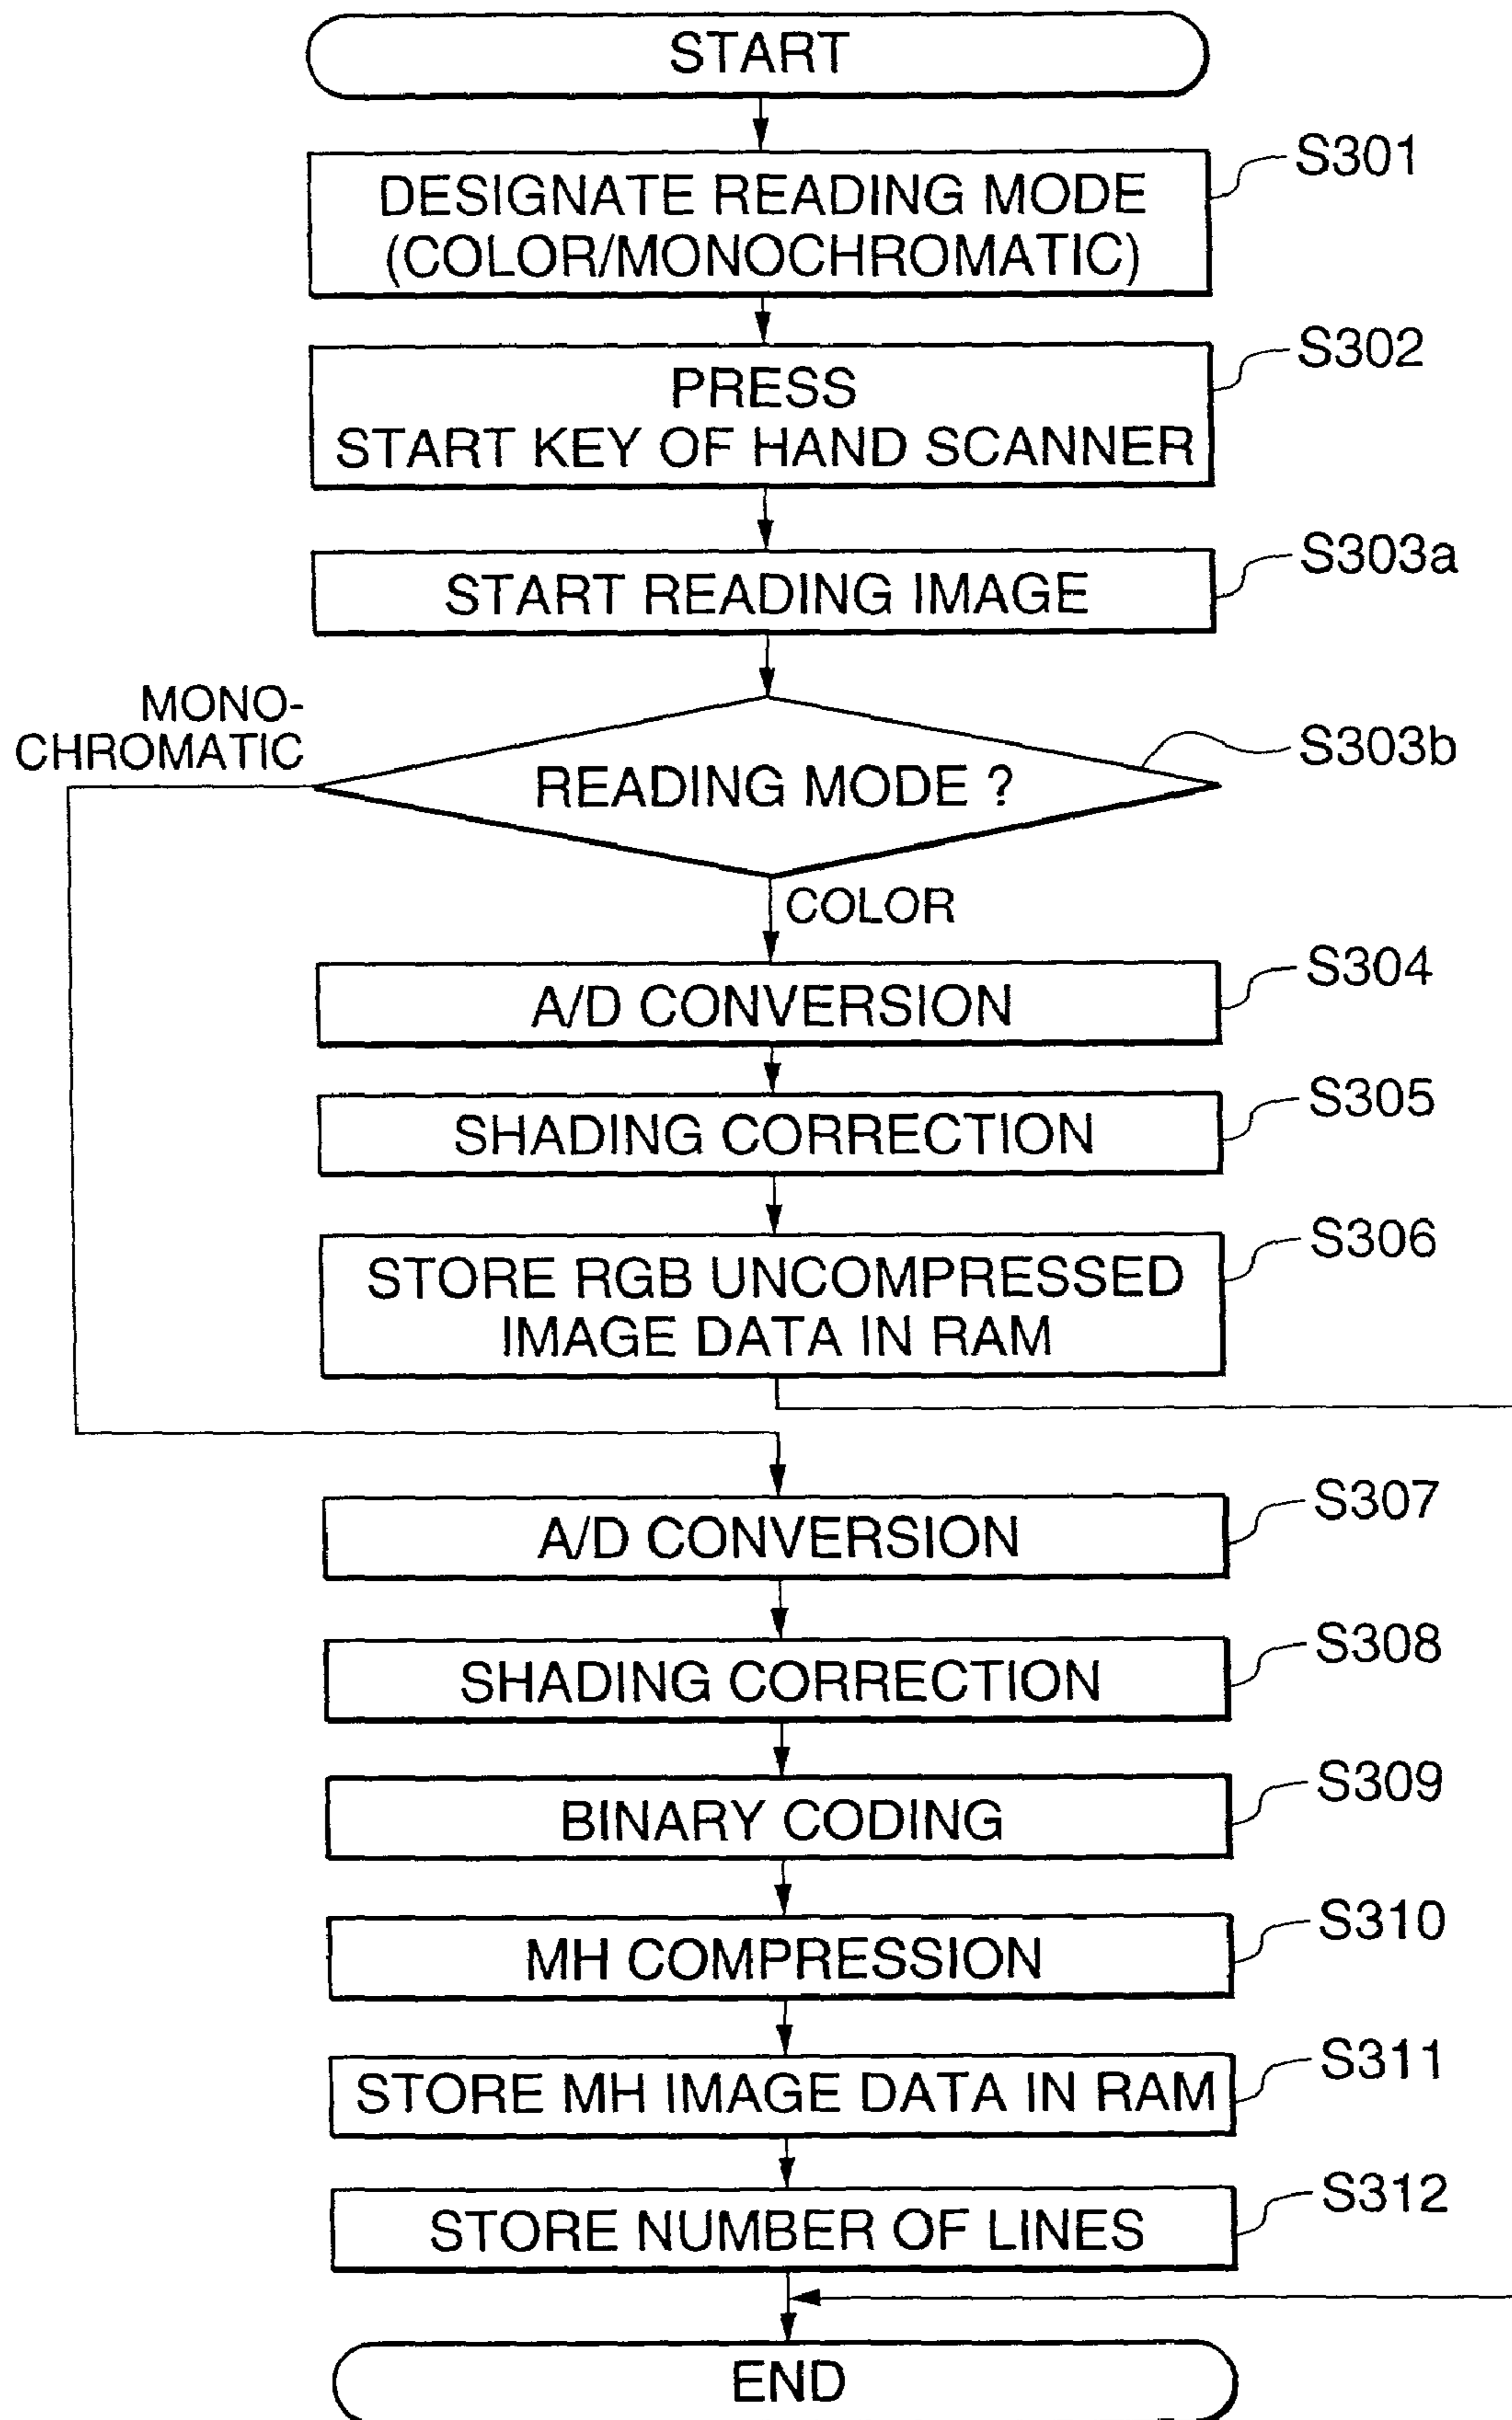 START
DESIGNATE READING MODE
(COLOR/MONOCHROMATIC)
S301
PRESS
START KEY OF HAND SCANNER
S302
START READING IMAGE
S303a
MONO-
CHROMATIC
READING MODE ?
S303b
COLOR
A/D CONVERSION
S304
SHADING CORRECTION
S305
STORE RGB UNCOMPRESSED
IMAGE DATA IN RAM
S306
A/D CONVERSION
S307
SHADING CORRECTION
S308
BINARY CODING
S309
MH COMPRESSION
S310
STORE MH IMAGE DATA IN RAM
S311
STORE NUMBER OF LINES
S312
END